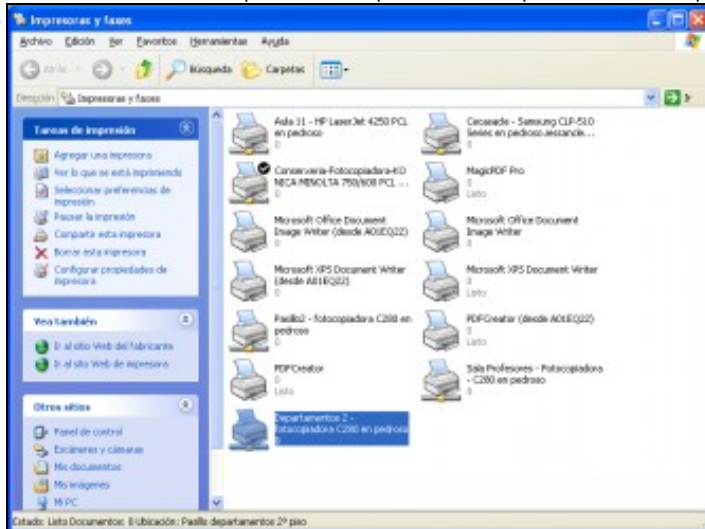 Impresoras y faxes
Archivo Edición Ver Favoritos Herramientas Ayuda
Atrás Búsqueda Carpetas
Dirección Impresoras y faxes
Tareas de impresión
Agregar una impresora
Ver lo que se está imprimiendo
Seleccionar preferencias de
impresión
Pausar la impresión
Compartir esta impresora
Borrar esta impresora
Configurar propiedades de
impresora
Vea también
Ir al sitio Web del fabricante
Ir al sitio Web de impresora
Otros sitios
Panel de control
Escáneres y cámaras
Mis documentos
Mis imágenes
Mi PC
Aula 11 - HP LaserJet 4250 PCL
en pedroso
0
Cecasade - Samsung CLP-510
Series en pedroso.aessancle...
0
Conserveria-Fotocopiadora-KO
NICA MINOLTA 750/600 PCL ...
0
MagicPDF Pro
0
Listo
Microsoft Office Document
Image Writer (desde A01EQ22)
0
Microsoft Office Document
Image Writer
0
Microsoft XPS Document Writer
(desde A01EQ22)
0
Microsoft XPS Document Writer
0
Listo
Pasillo2 - fotocopiadora C280 en
pedroso
0
PDFCreator (desde A01EQ22)
0
Listo
PDFCreator
0
Listo
Sala Profesores - Fotocopiadora
- C280 en pedroso
0
Departamentos 2 -
fotocopiadora C280 en pedroso
0
Estado: Listo Documentos: 0 Ubicación: Pasillo departamentos 2º piso